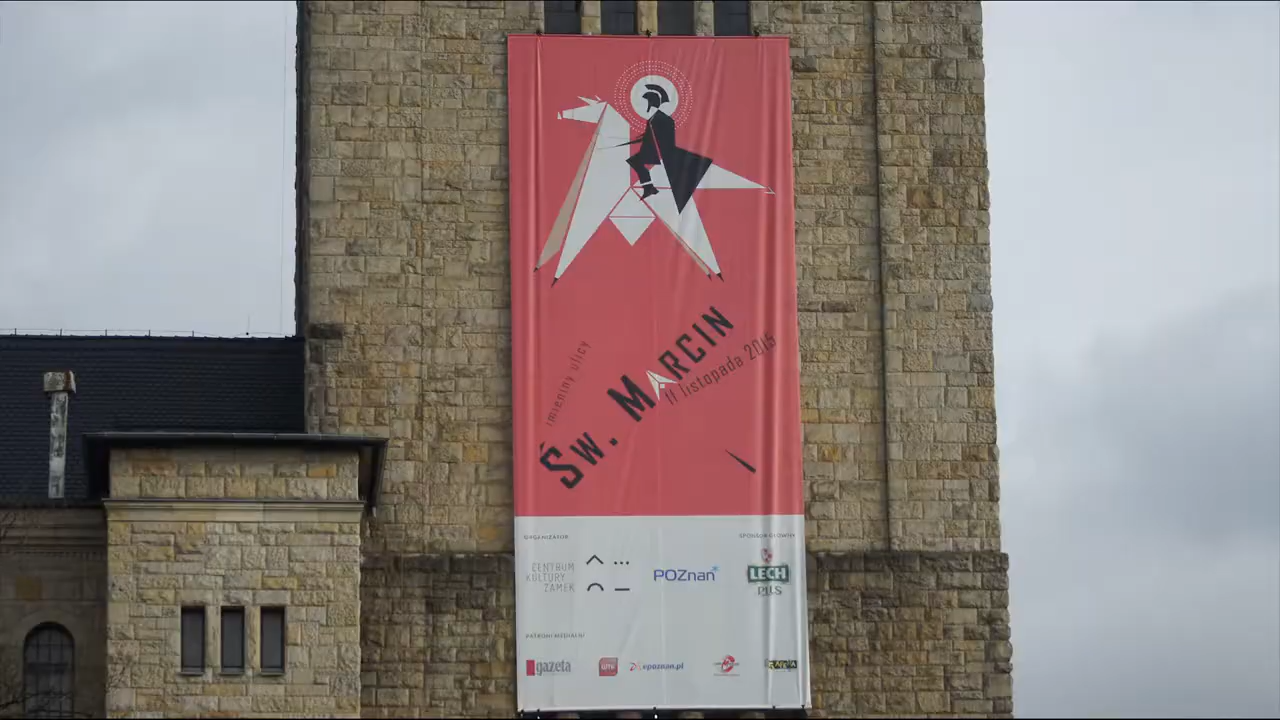 imieniny ulicy
Św. MARCIN
11 listopada 2015
ORGANIZATOR
SPONSOR GŁÓWNY
ZENTRUM
KULTURY
ZAMEK
POZnan*
LECH
PILS
PATRONI MEDIALNI
gazeta
epoznan.pl